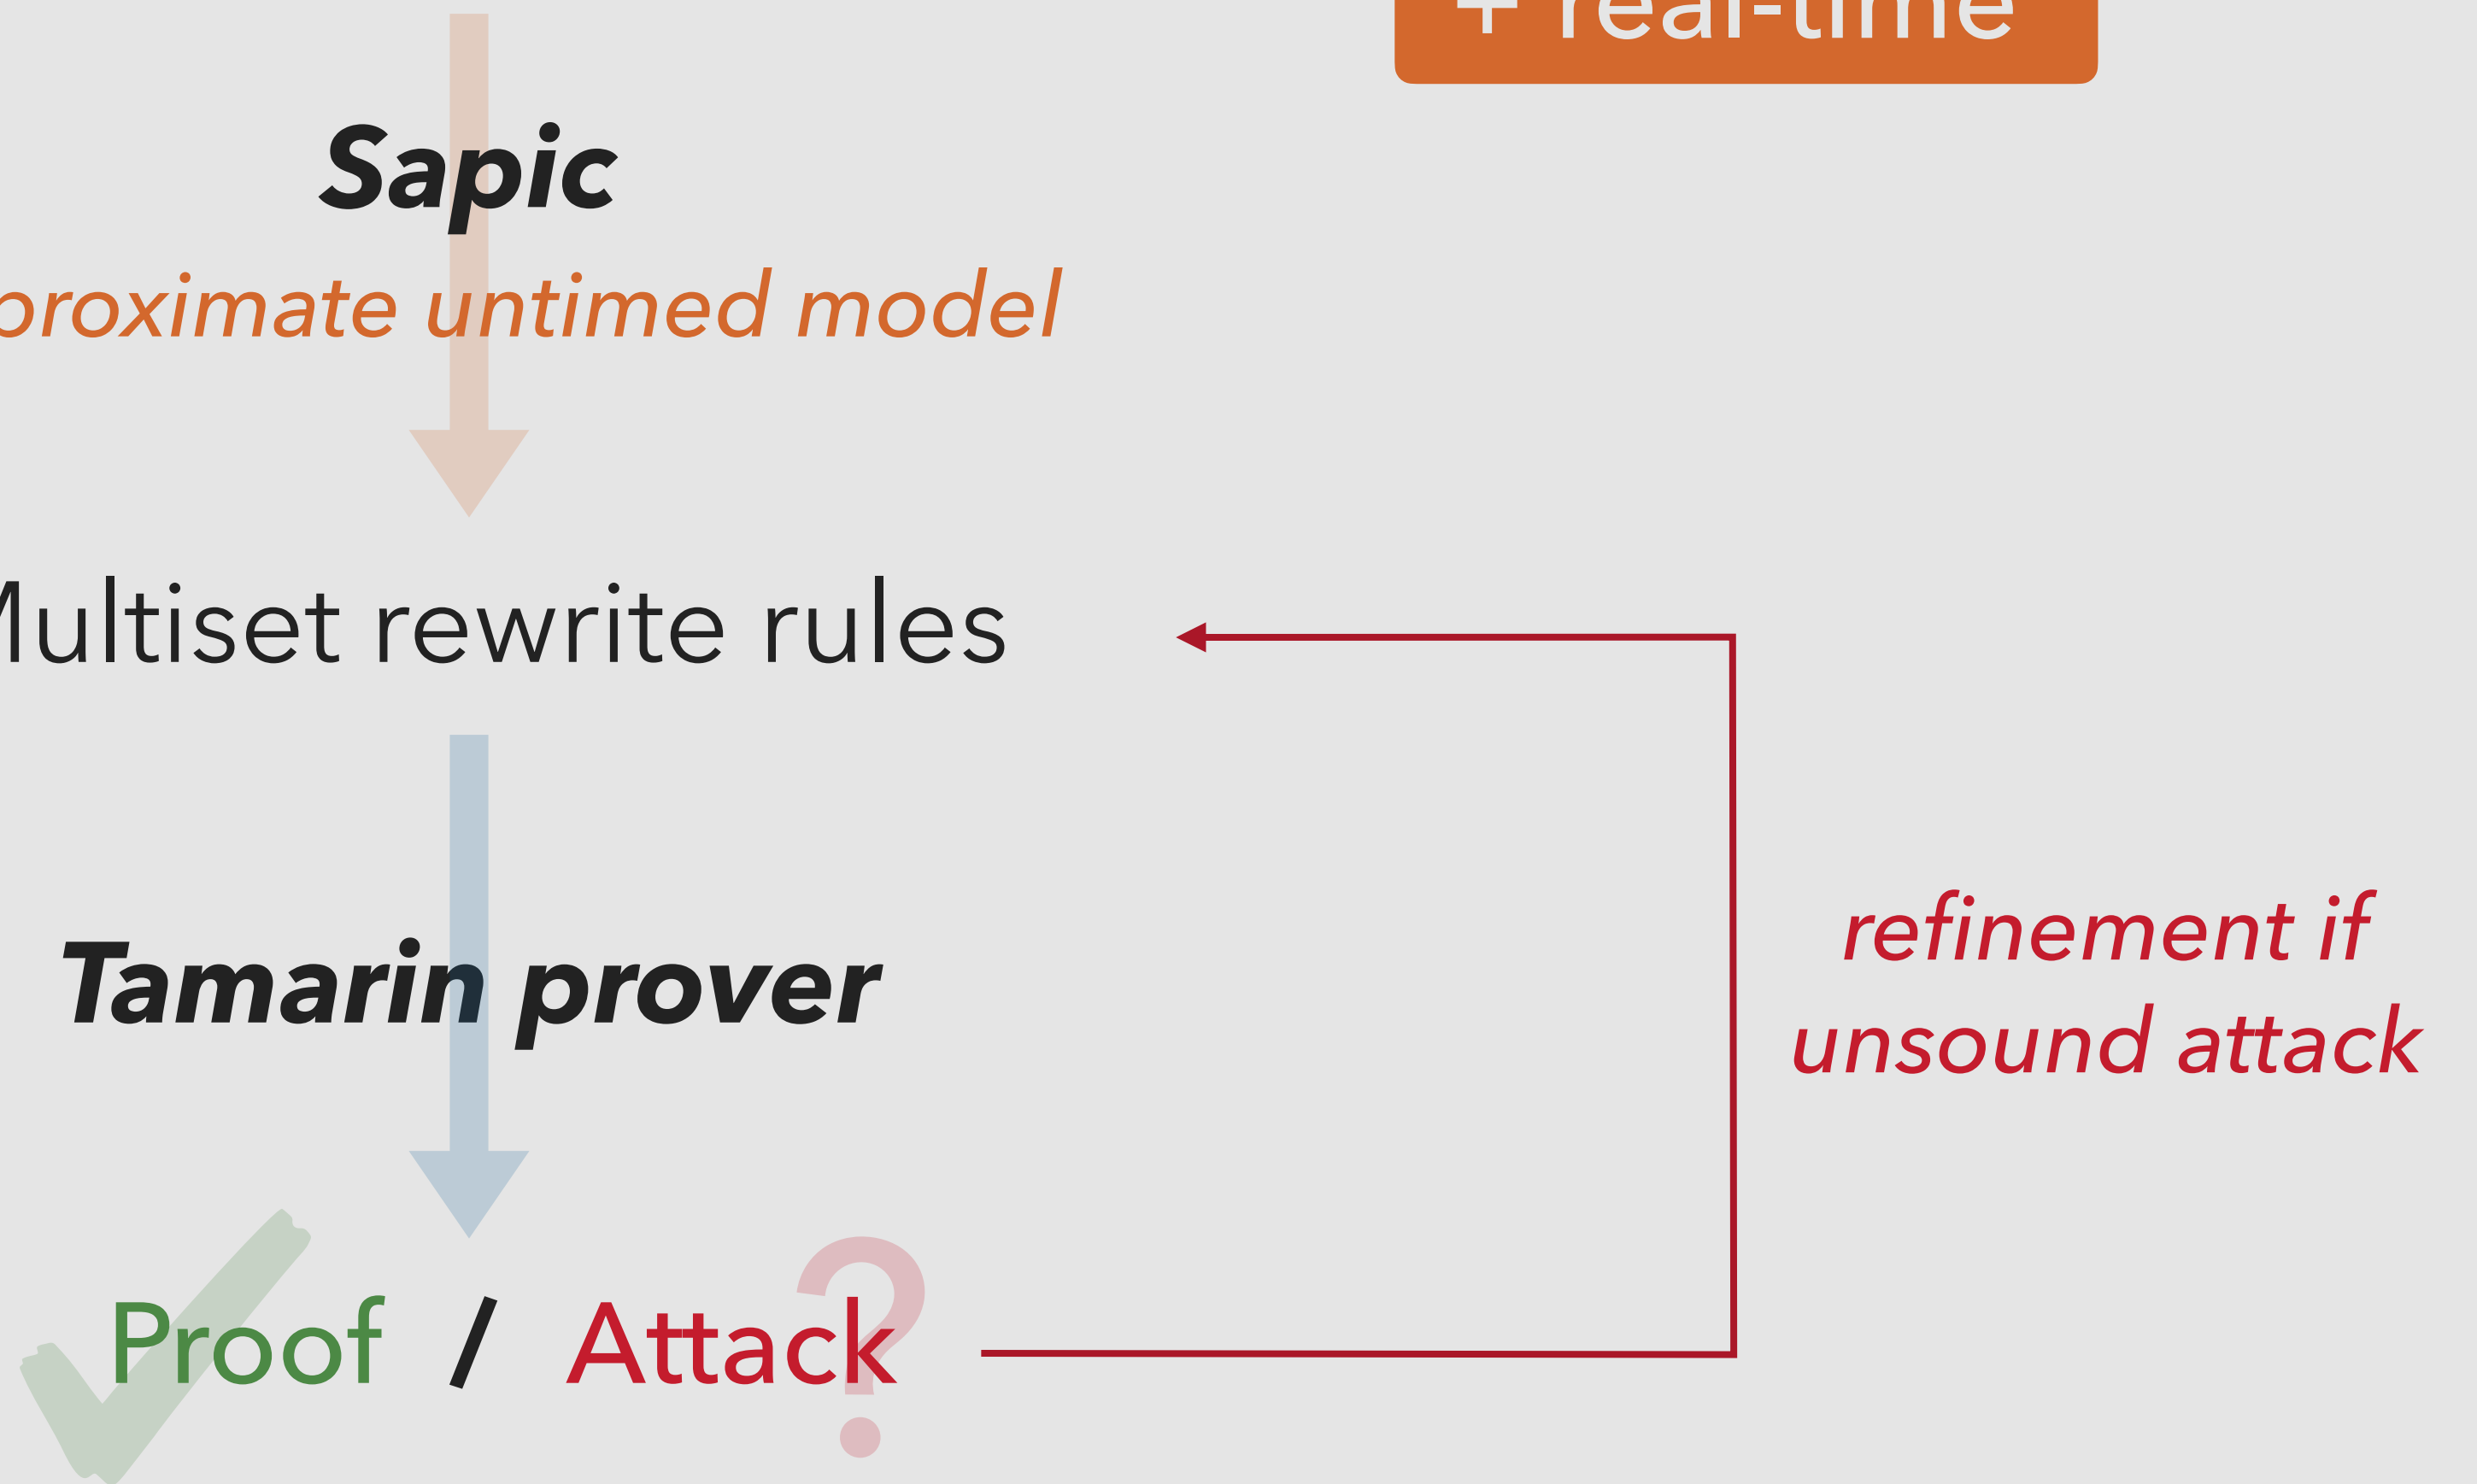 + real-time
Sapic
proximate untimed model
Multiset rewrite rules
Tamarin prover
refinement if
unsound attack
Proof / Attack
?